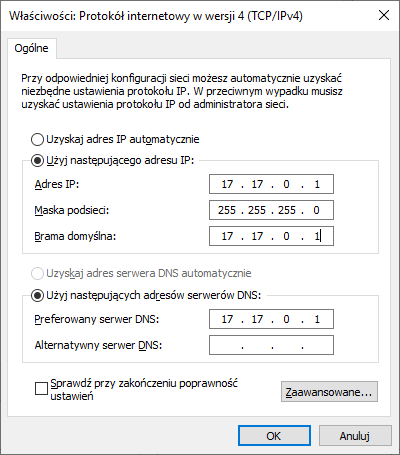 Właściwości: Protokół internetowy w wersji 4 (TCP/IPv4)
Ogólne
Przy odpowiedniej konfiguracji sieci możesz automatycznie uzyskać
niezbędne ustawienia protokołu IP. W przeciwnym wypadku musisz
uzyskać ustawienia protokołu IP od administratora sieci.
Uzyskaj adres IP automatycznie
Użyj następującego adresu IP:
Adres IP: 17 . 17 . 0 . 1
Maska podsieci: 255 . 255 . 255 . 0
Brama domyślna: 17 . 17 . 0 . 1
Uzyskaj adres serwera DNS automatycznie
Użyj następujących adresów serwerów DNS:
Preferowany serwer DNS: 17 . 17 . 0 . 1
Alternatywny serwer DNS: . . .
Sprawdź przy zakończeniu poprawność
ustawień
Zaawansowane...
OK Anuluj